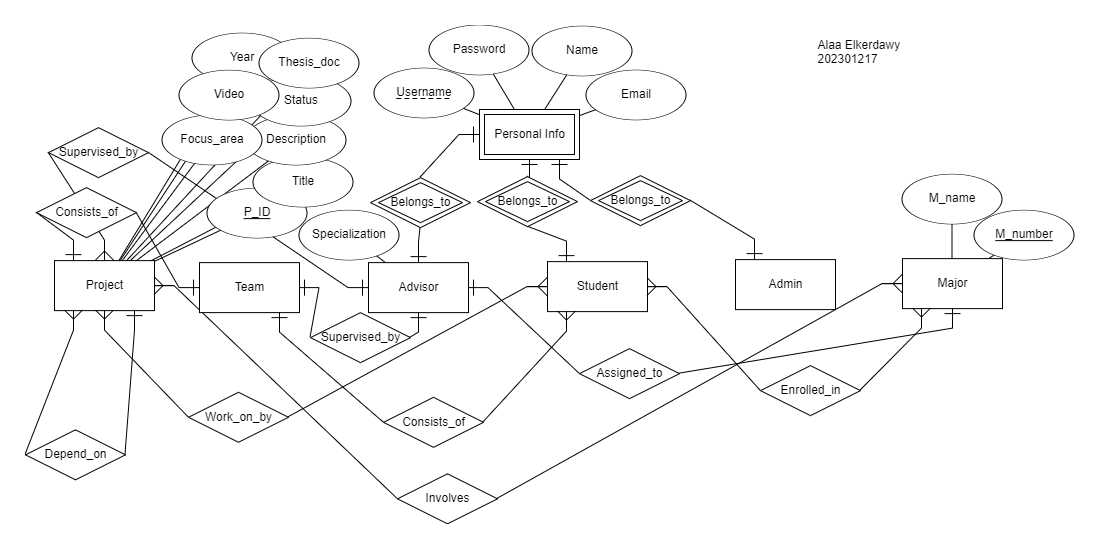 Alaa Elkerdawy
202301217
Year
Thesis_doc
Password
Name
Video
Status
Username
Email
Focus_area
Description
Personal Info
Supervised_by
Title
Consists_of
P_ID
Belongs_to
Belongs_to
Belongs_to
M_name
Specialization
M_number
Project
Team
Advisor
Student
Admin
Major
Supervised_by
Assigned_to
Enrolled_in
Work_on_by
Consists_of
Depend_on
Involves